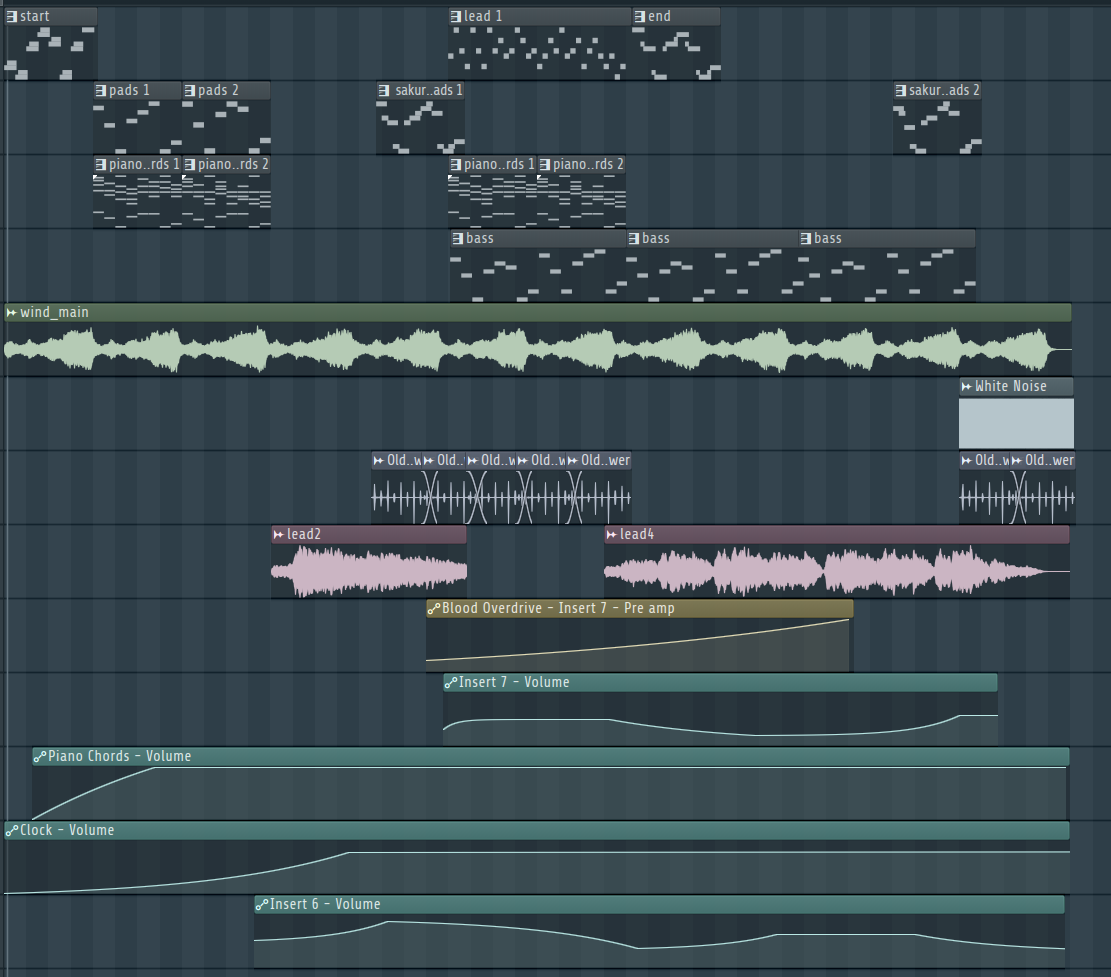 start lead 1 end
pads 1 pads 2 sakur..ads 1 sakur..ads 2
piano..rds 1 piano..rds 2 piano..rds 1 piano..rds 2
bass bass bass
wind_main
White Noise
Old..w Old.. Old..w Old..w Old..wer Old..w Old..wer
lead2 lead4
Blood Overdrive - Insert 7 - Pre amp
Insert 7 - Volume
Piano Chords - Volume
Clock - Volume
Insert 6 - Volume